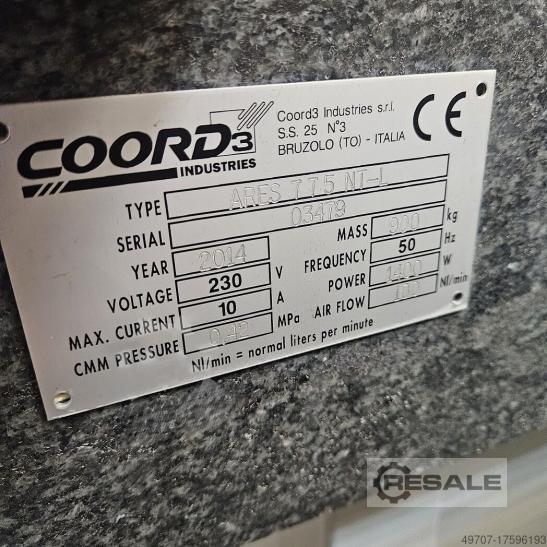 COORD3
INDUSTRIES
Coord3 Industries s.r.l.
S.S. 25 N°3
BRUZOLO (TO) - ITALIA
CE
TYPE ARES 7.7.5 NT-L
SERIAL 03479
YEAR 2014
MASS 900 kg
VOLTAGE 230 V
FREQUENCY 50 Hz
MAX. CURRENT 10 A
POWER 1400 W
CMM PRESSURE 0,42 MPa
AIR FLOW Nl/min
Nl/min = normal liters per minute
RESALE
49707-17596193